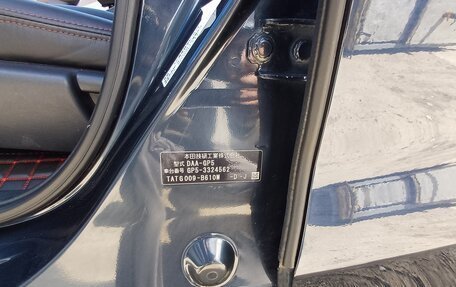 本田技研工業株式会社
型式 DAA-GP5
車台番号 GP5-3324562
TAT6009-B610M -D -J